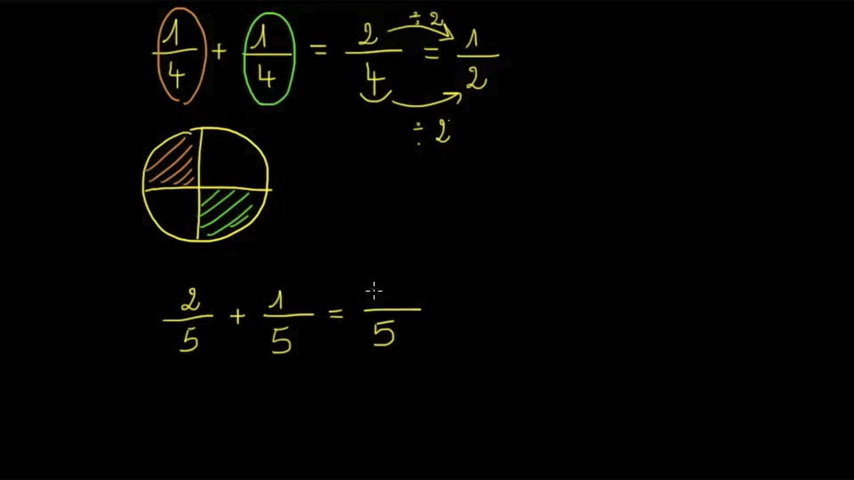 ÷ 2
1/4 + 1/4 = 2/4 = 1/2
÷ 2
2/5 + 1/5 = /5